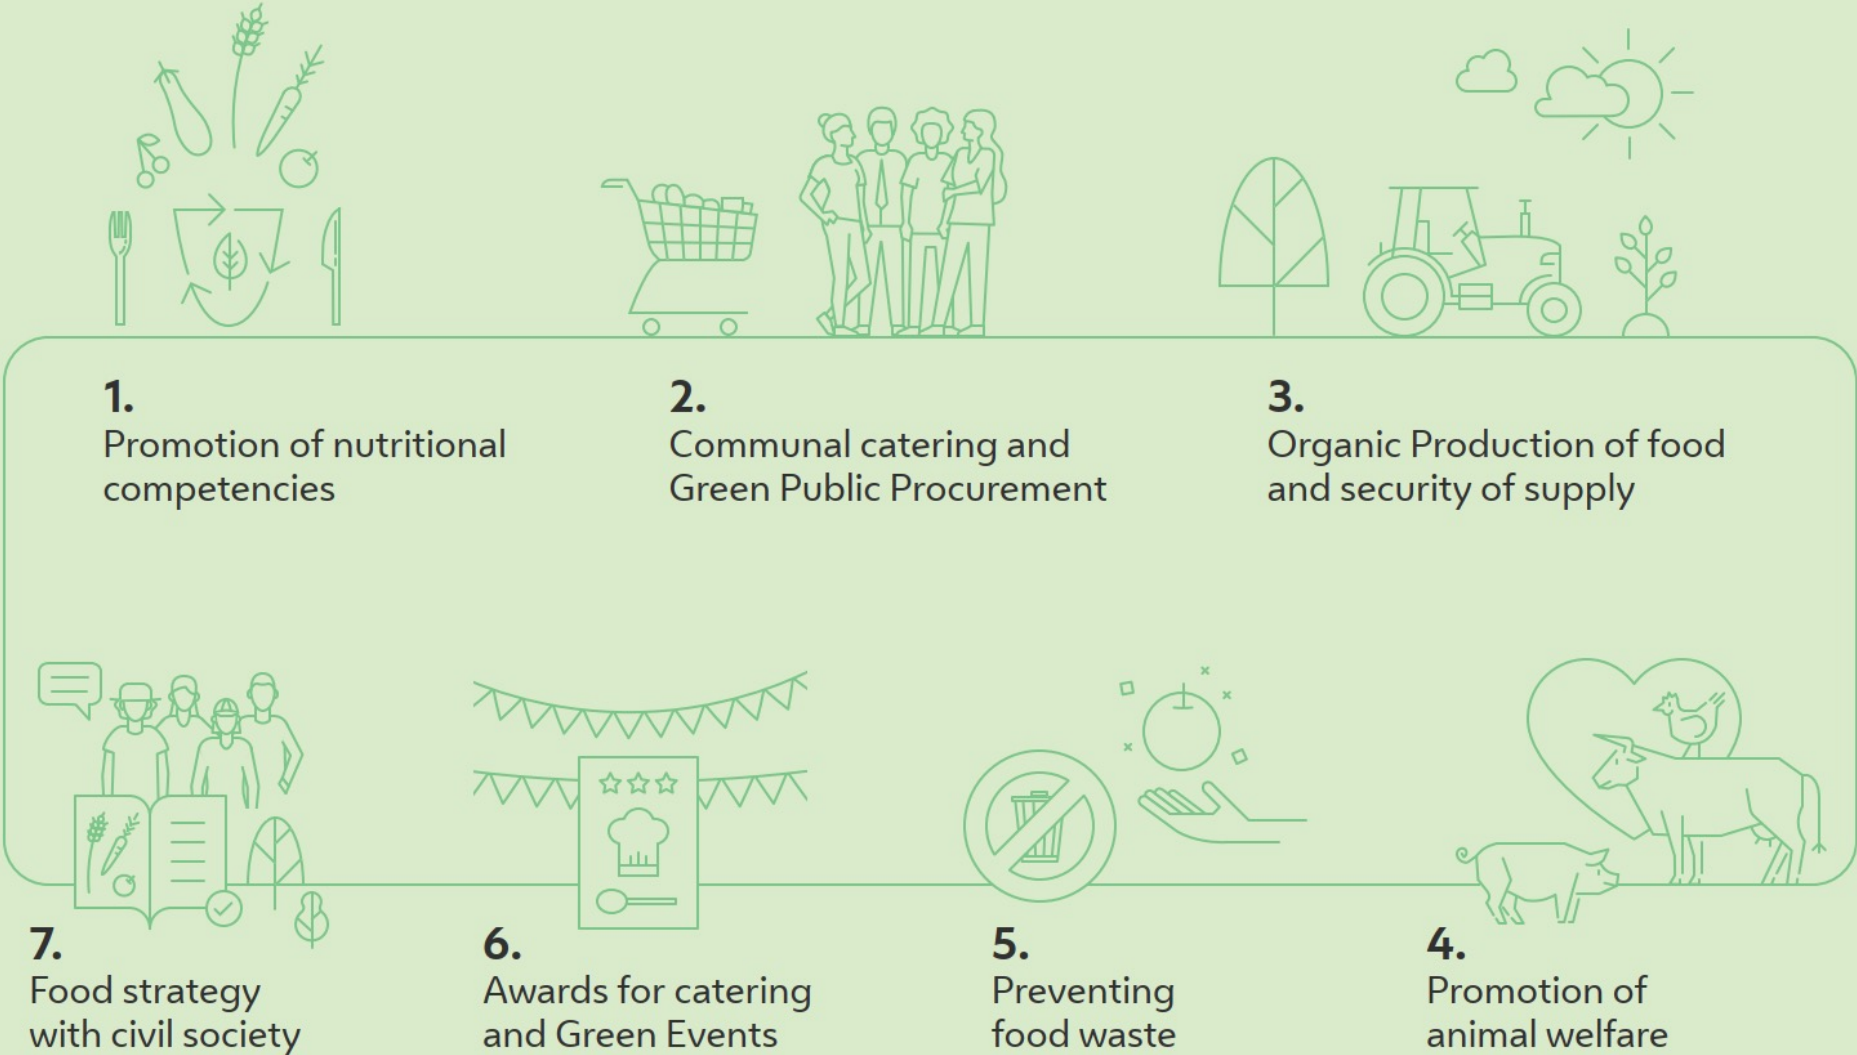 1.
Promotion of nutritional
competencies
2.
Communal catering and
Green Public Procurement
3.
Organic Production of food
and security of supply
7.
Food strategy
with civil society
6.
Awards for catering
and Green Events
5.
Preventing
food waste
4.
Promotion of
animal welfare